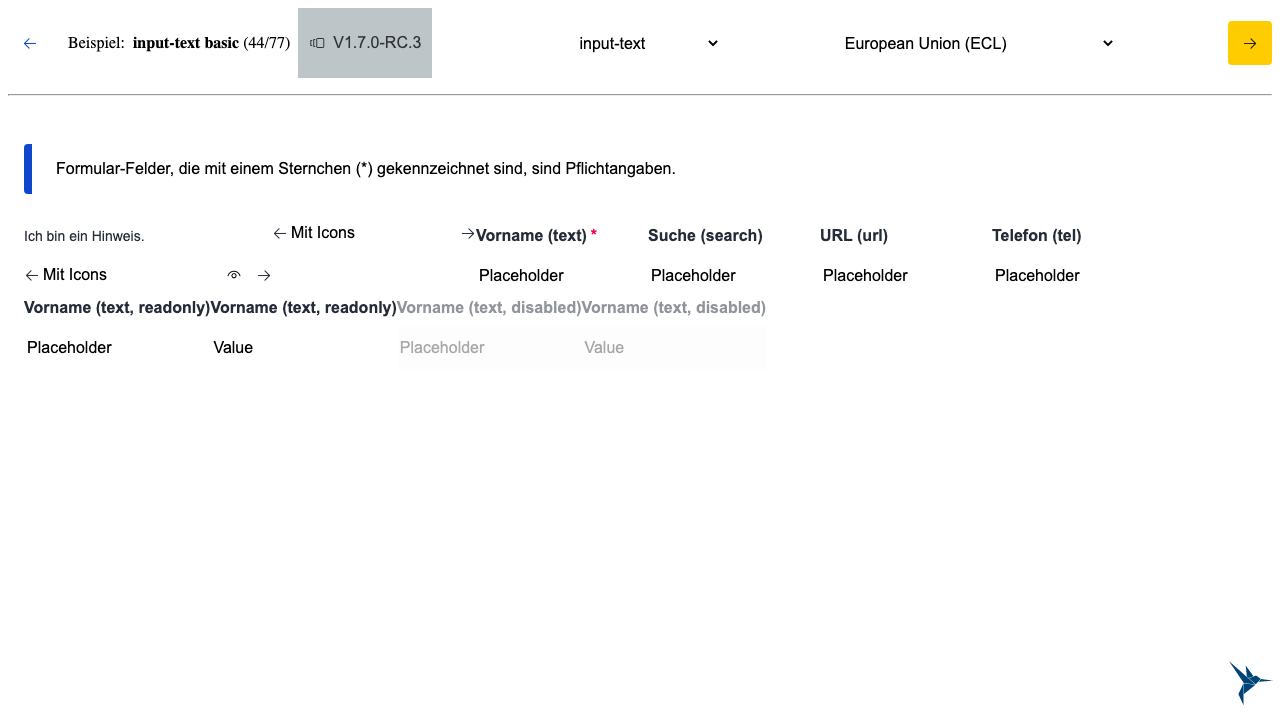 Beispiel: input-text basic (44/77) V1.7.0-RC.3 input-text European Union (ECL)
Formular-Felder, die mit einem Sternchen (*) gekennzeichnet sind, sind Pflichtangaben.
Ich bin ein Hinweis. Mit Icons Vorname (text) * Suche (search) URL (url) Telefon (tel)
Mit Icons Placeholder Placeholder Placeholder Placeholder
Vorname (text, readonly) Vorname (text, readonly) Vorname (text, disabled) Vorname (text, disabled)
Placeholder Value Placeholder Value